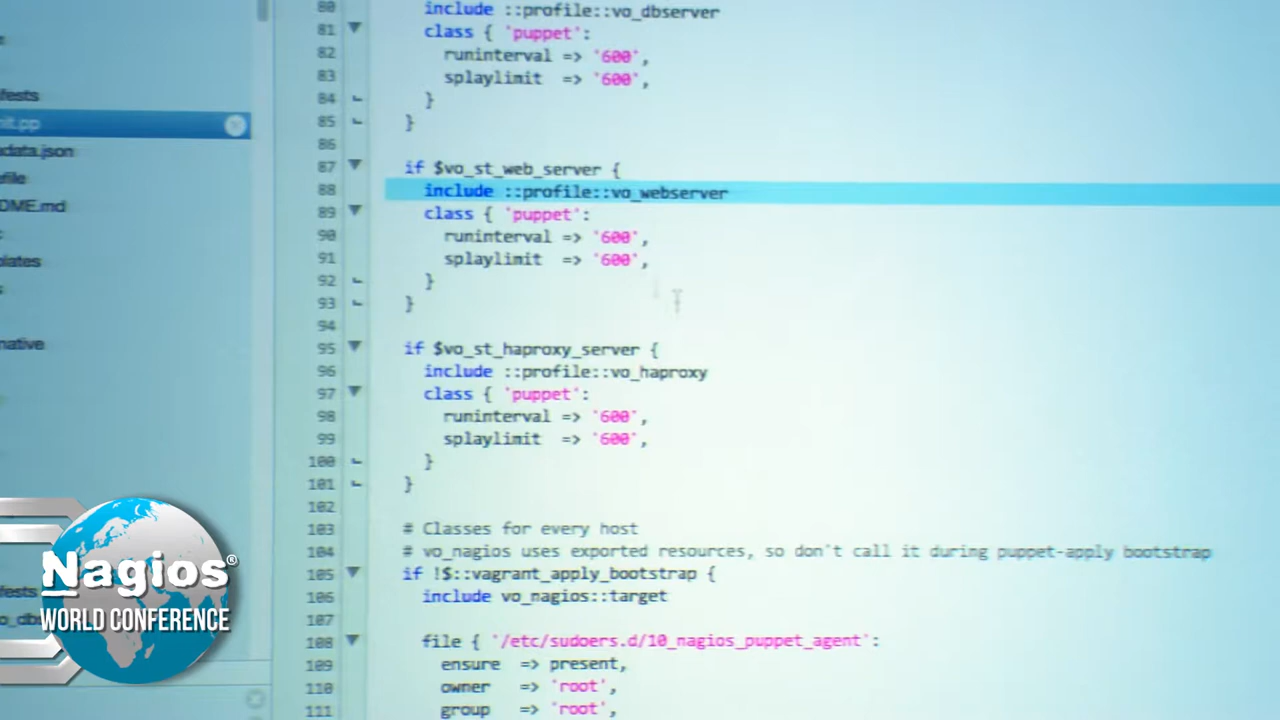 fests
nit.pp
adata.json
file
DME.md
plates
native
fests
o_db
80 include ::profile::vo_dbserver
81 class { 'puppet':
82 runinterval => '600',
83 splaylimit => '600',
84 }
85 }
86
87 if $vo_st_web_server {
88 include ::profile::vo_webserver
89 class { 'puppet':
90 runinterval => '600',
91 splaylimit => '600',
92 }
93 }
94
95 if $vo_st_haproxy_server {
96 include ::profile::vo_haproxy
97 class { 'puppet':
98 runinterval => '600',
99 splaylimit => '600',
100 }
101 }
102
103 # Classes for every host
104 # vo_nagios uses exported resources, so don't call it during puppet-apply bootstrap
105 if !$::vagrant_apply_bootstrap {
106 include vo_nagios::target
107
108 file { '/etc/sudoers.d/10_nagios_puppet_agent':
109 ensure => present,
110 owner => 'root',
111 group => 'root',
Nagios®
WORLD CONFERENCE